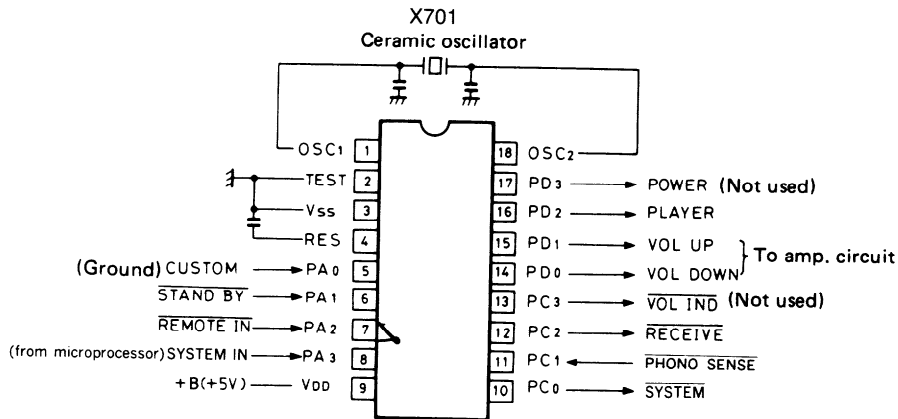 X701
Ceramic oscillator
OSC1 1
TEST 2
Vss 3
RES 4
(Ground) CUSTOM PA0 5
STAND BY PA1 6
REMOTE IN PA2 7
(from microprocessor) SYSTEM IN PA3 8
+B(+5V) VDD 9
18 OSC2
17 PD3 POWER (Not used)
16 PD2 PLAYER
15 PD1 VOL UP
14 PD0 VOL DOWN
To amp. circuit
13 PC3 VOL IND (Not used)
12 PC2 RECEIVE
11 PC1 PHONO SENSE
10 PC0 SYSTEM